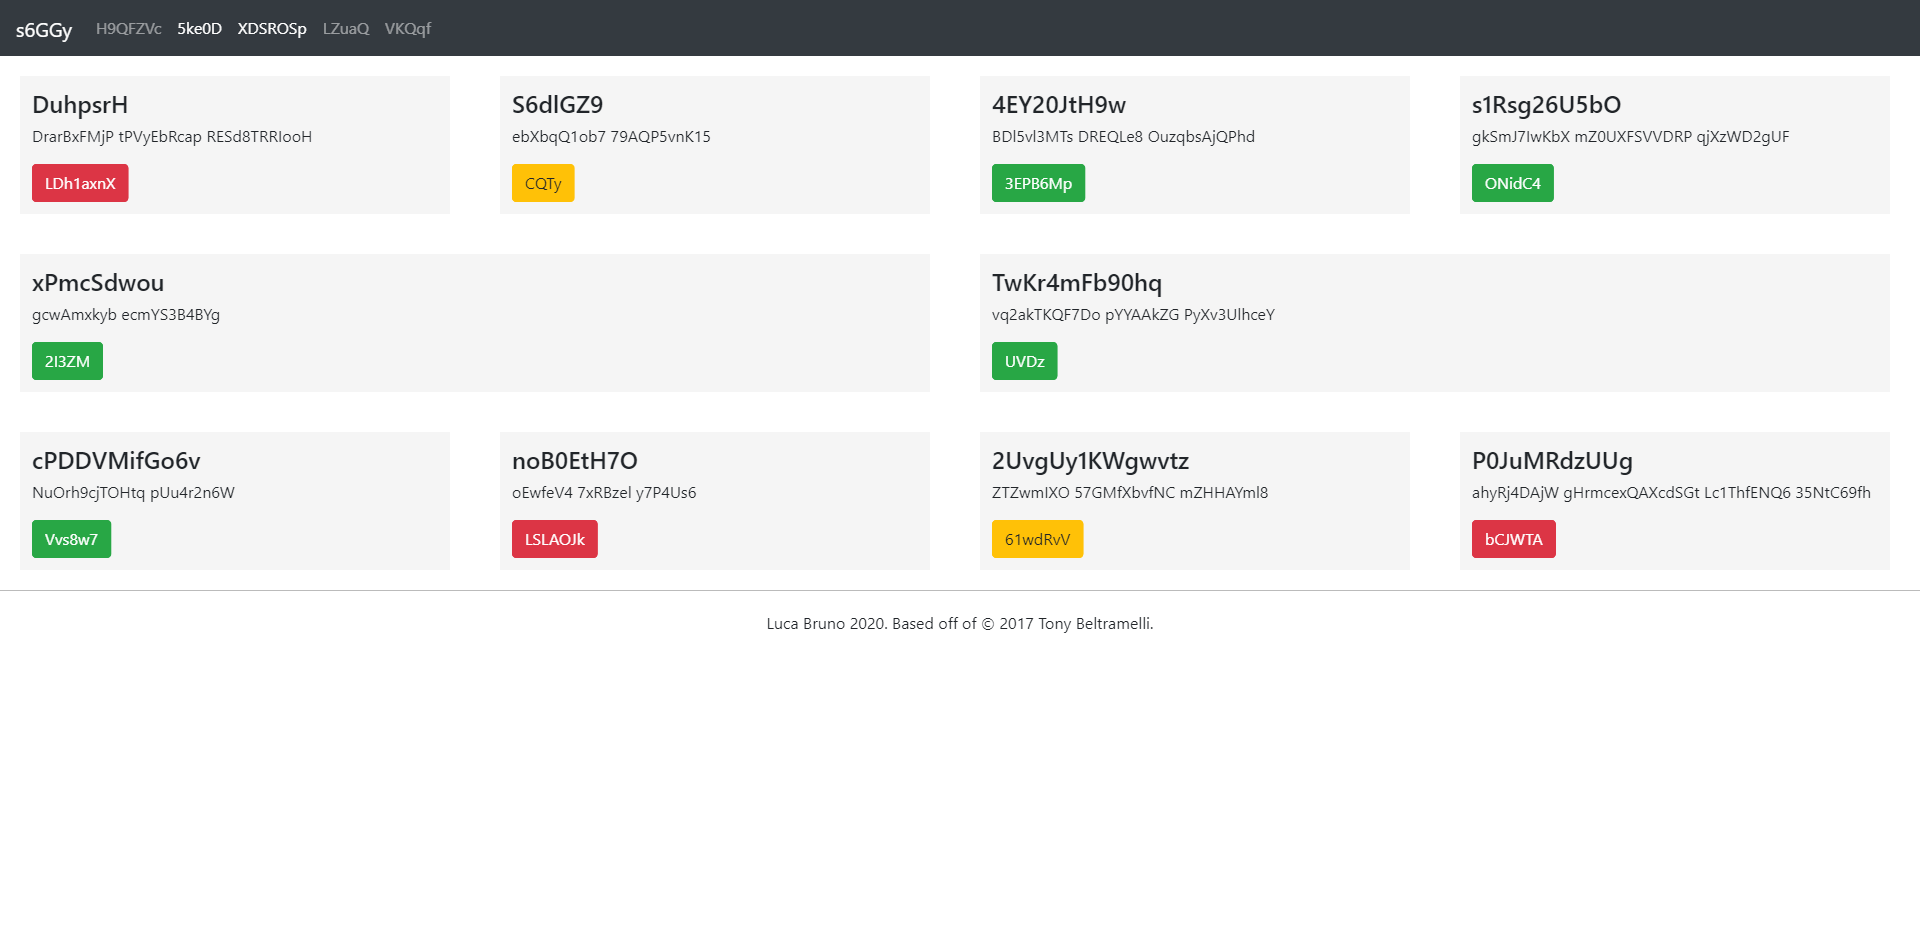 s6GGy H9QFZVc 5ke0D XDSROSp LZuaQ VKQqf
DuhpsrH
DrarBxFMjP tPVyEbRcap RESd8TRRIooH
LDh1axnX
S6dlGZ9
ebXbqQ1ob7 79AQP5vnK15
CQTy
4EY20JtH9w
BDl5vl3MTs DREQLe8 OuzqbsAjQPhd
3EPB6Mp
s1Rsg26U5bO
gkSmJ7IwKbX mZ0UXFSVVDRP qjXzWD2gUF
ONidC4
xPmcSdwou
gcwAmxkyb ecmYS3B4BYg
2I3ZM
TwKr4mFb90hq
vq2akTKQF7Do pYYAAkZG PyXv3UlhceY
UVDz
cPDDVMifGo6v
NuOrh9cjTOHtq pUu4r2n6W
Vvs8w7
noB0EtH7O
oEwfeV4 7xRBzel y7P4Us6
LSLAOJk
2UvgUy1KWgwvtz
ZTZwmIXO 57GMfXbvfNC mZHHAYml8
61wdRvV
P0JuMRdzUUg
ahyRj4DAjW gHrmcexQAXcdSGt Lc1ThfENQ6 35NtC69fh
bCJWTA
Luca Bruno 2020. Based off of © 2017 Tony Beltramelli.